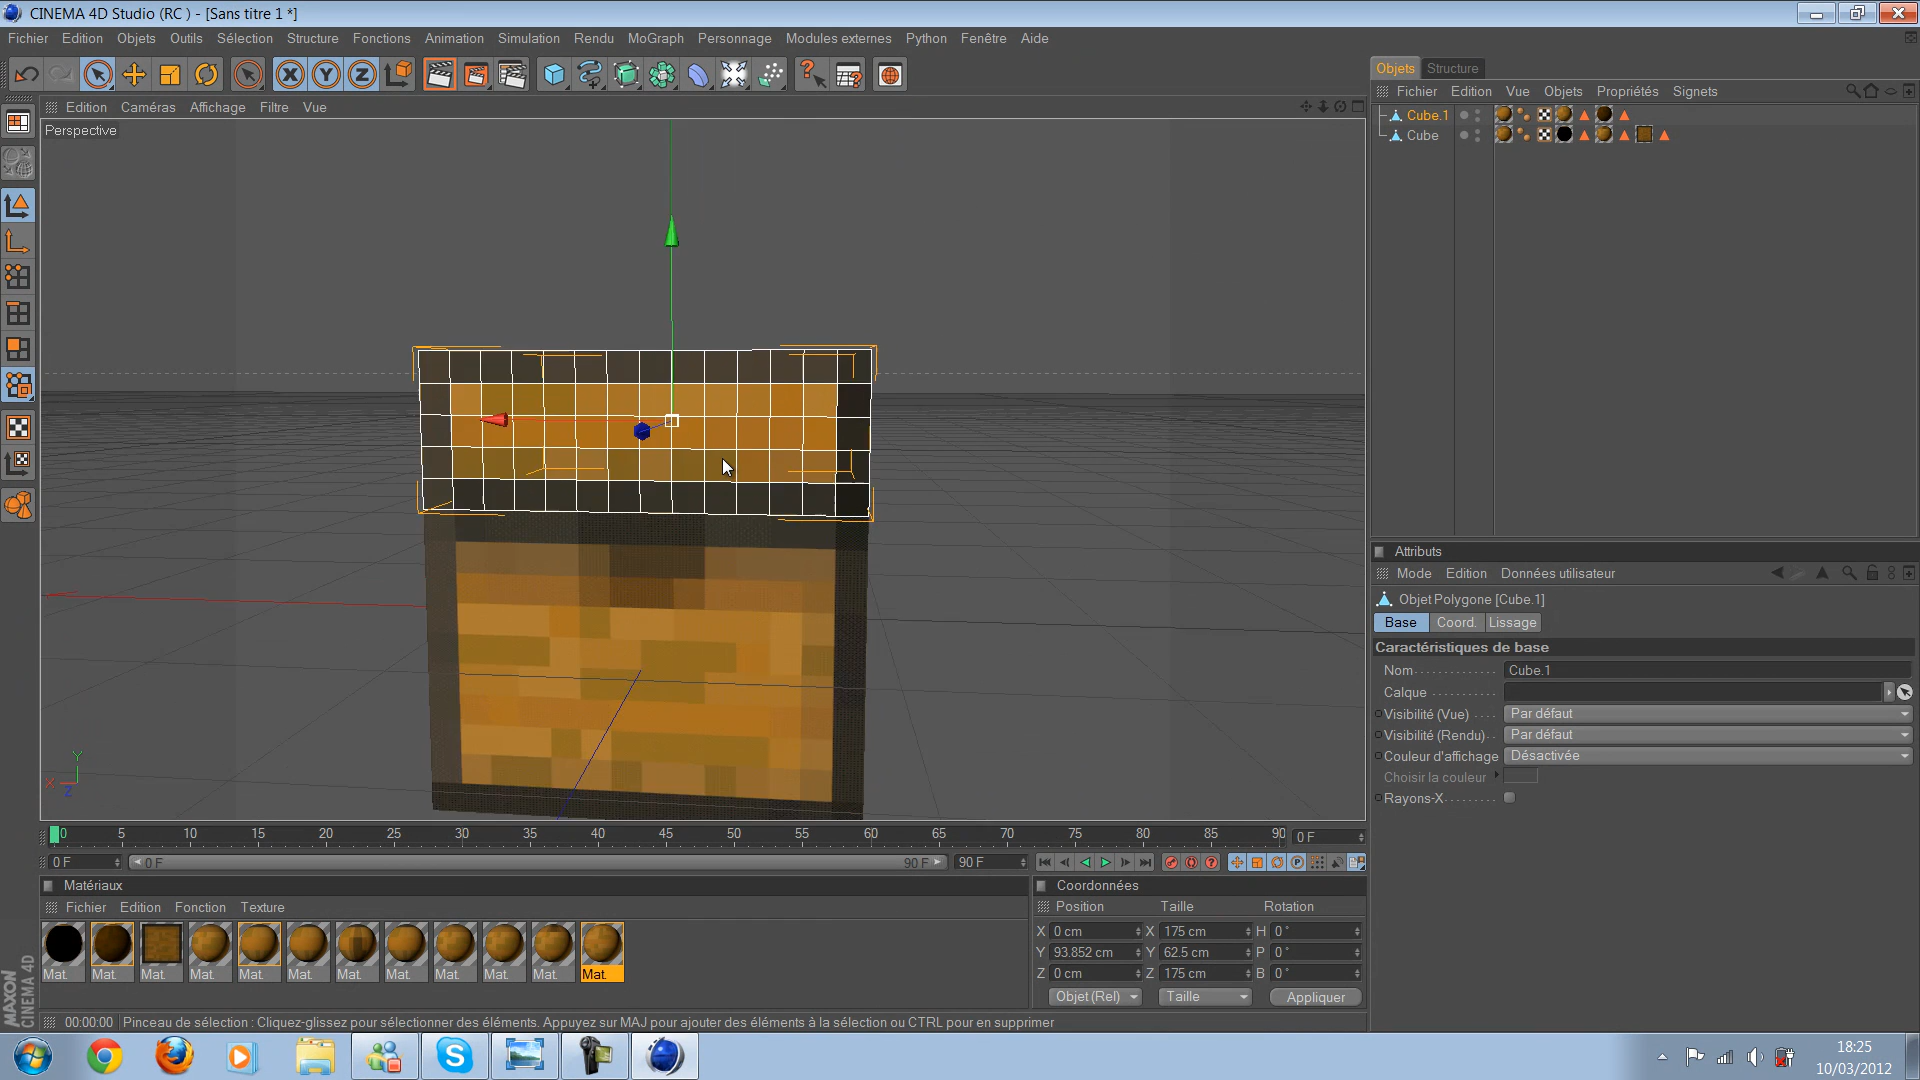 CINEMA 4D Studio (RC ) - [Sans titre 1 *]
Fichier Edition Objets Outils Sélection Structure Fonctions Animation Simulation Rendu MoGraph Personnage Modules externes Python Fenêtre Aide
Edition Caméras Affichage Filtre Vue
Perspective
Objets Structure
Fichier Edition Vue Objets Propriétés Signets
Cube.1
Cube
Attributs
Mode Edition Données utilisateur
Objet Polygone [Cube.1]
Base Coord. Lissage
Caractéristiques de base
Nom Cube.1
Calque
Visibilité (Vue) Par défaut
Visibilité (Rendu) Par défaut
Couleur d'affichage Désactivée
Choisir la couleur
Rayons-X
Y
X
Z
0 5 10 15 20 25 30 35 40 45 50 55 60 65 70 75 80 85 90 0 F
0 F 0 F 90 F 90 F
Matériaux
Fichier Edition Fonction Texture
Mat. Mat. Mat. Mat. Mat. Mat. Mat. Mat. Mat. Mat. Mat. Mat.
Coordonnées
Position Taille Rotation
X 0 cm X 175 cm H 0 °
Y 93.852 cm Y 62.5 cm P 0 °
Z 0 cm Z 175 cm B 0 °
Objet (Rel) Taille Appliquer
MAXON
CINEMA 4D
00:00:00 Pinceau de sélection : Cliquez-glissez pour sélectionner des éléments. Appuyez sur MAJ pour ajouter des éléments à la sélection ou CTRL pour en supprimer
18:25
10/03/2012